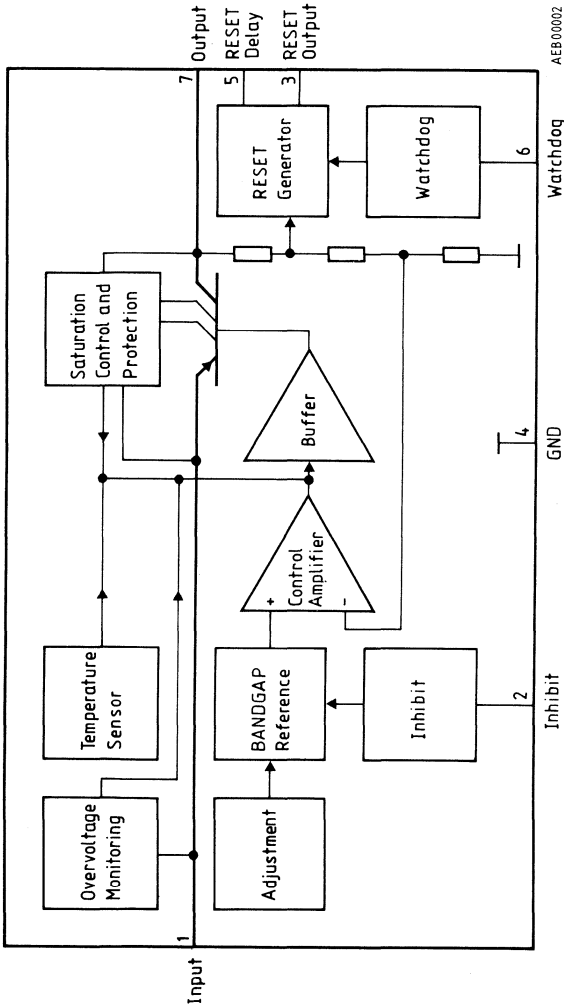 Overvoltage
Monitoring
Temperature
Sensor
Saturation
Control and
Protection
Input
1
7
Output
5
RESET
Delay
3
RESET
Output
Adjustment
BANDGAP
Reference
+
-
Control
Amplifier
Buffer
RESET
Generator
Inhibit
Watchdog
2
Inhibit
4
GND
6
Watchdog
AEB00002